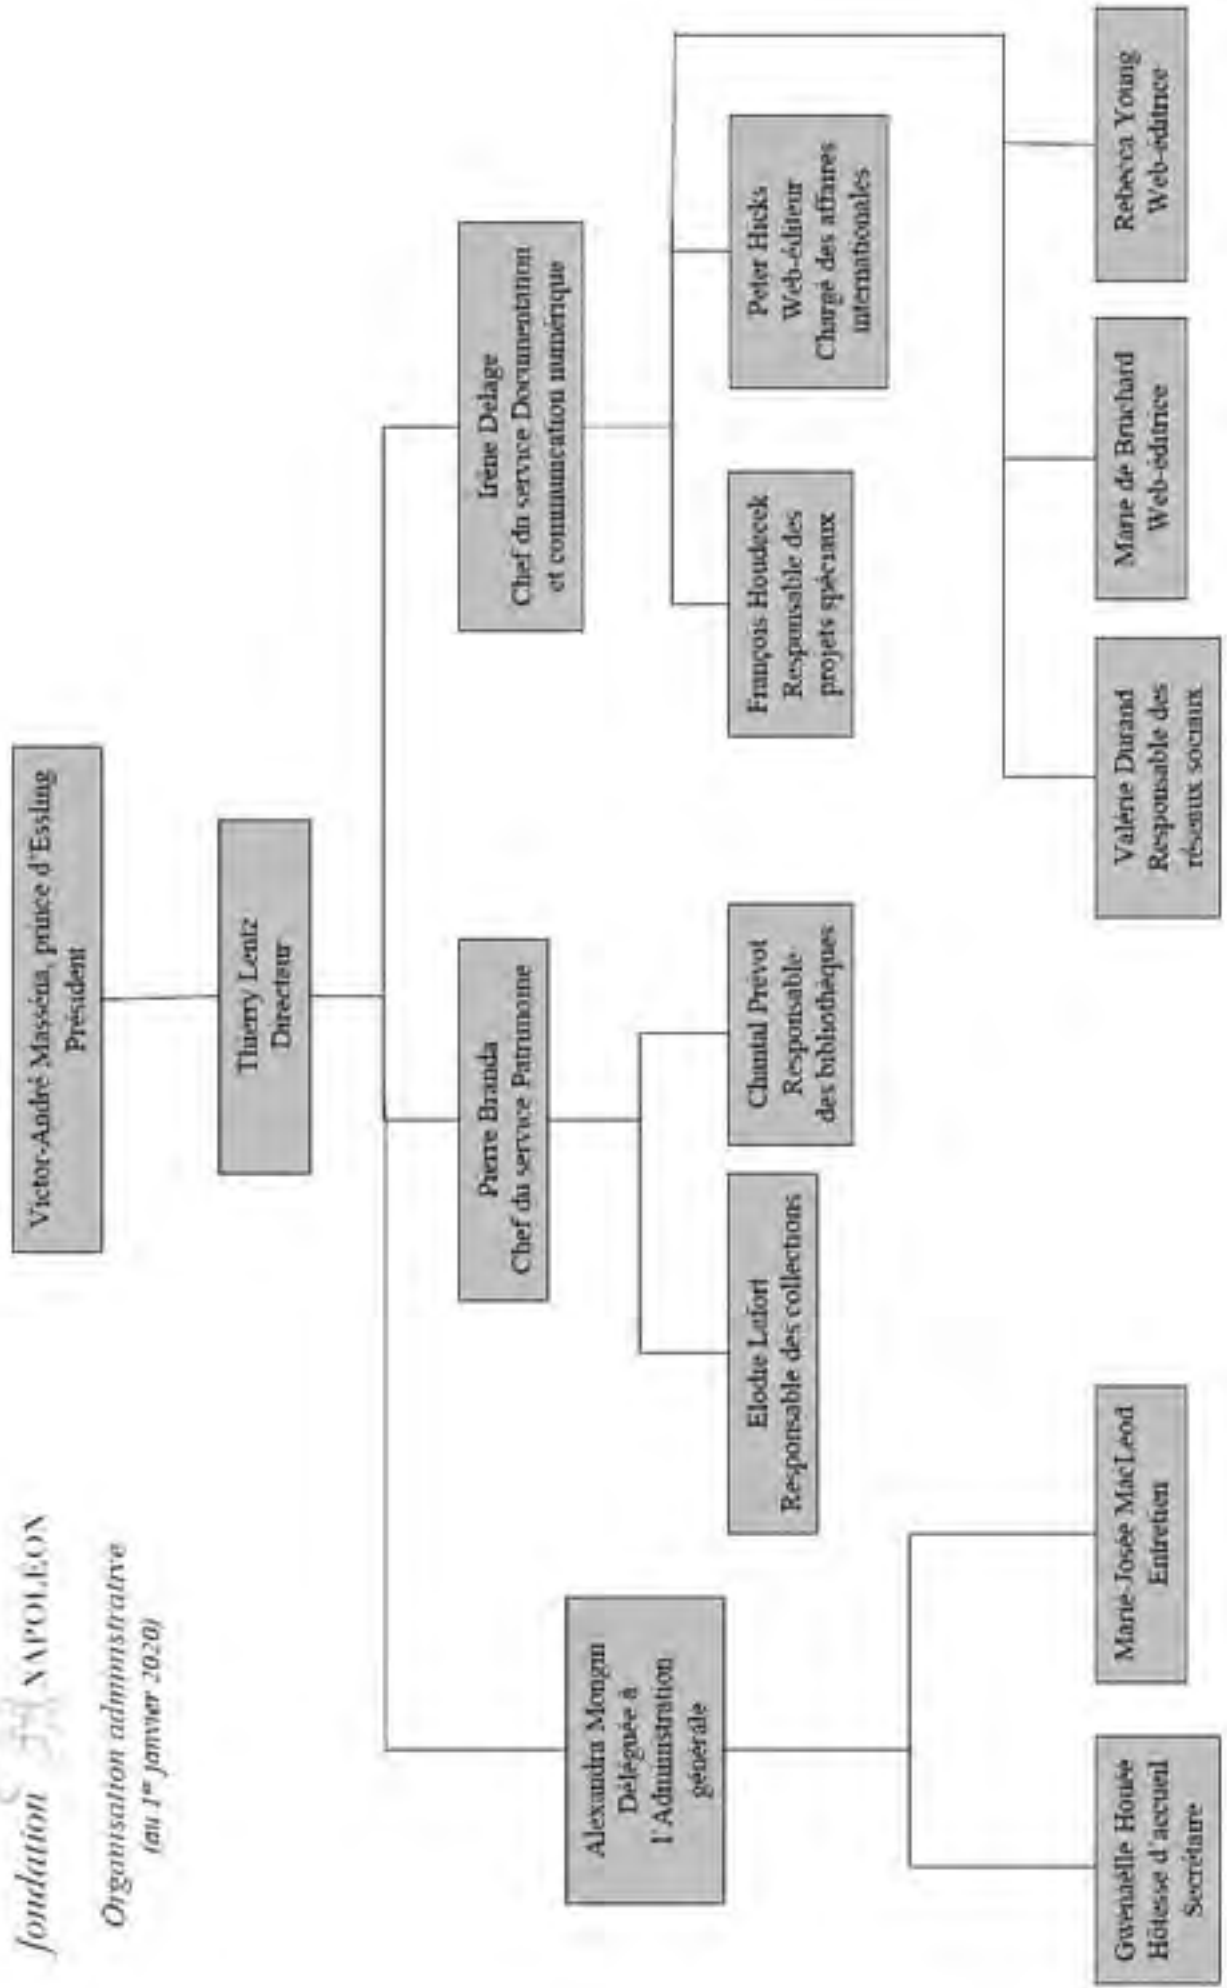 fondation NAPOLEON
Organisation administrative
(au 1er janvier 2020)
Victor-André Masséna, prince d'Essling
Président
Thierry Lentz
Directeur
Alexandra Mongin
Déléguée à
l'Administration
générale
Pierre Branda
Chef du service Patrimoine
Irène Delage
Chef du service Documentation
et communication numérique
Elodie Lefort
Responsable des collections
Chantal Prévot
Responsable
des bibliothèques
François Houdecek
Responsable des
projets spéciaux
Peter Hicks
Web-éditeur
Chargé des affaires
internationales
Gwenaëlle Houée
Hôtesse d'accueil
Secrétaire
Marie-Josée MacLeod
Entretien
Valérie Durand
Responsable des
réseaux sociaux
Marie de Bruchard
Web-éditrice
Rebecca Young
Web-éditrice